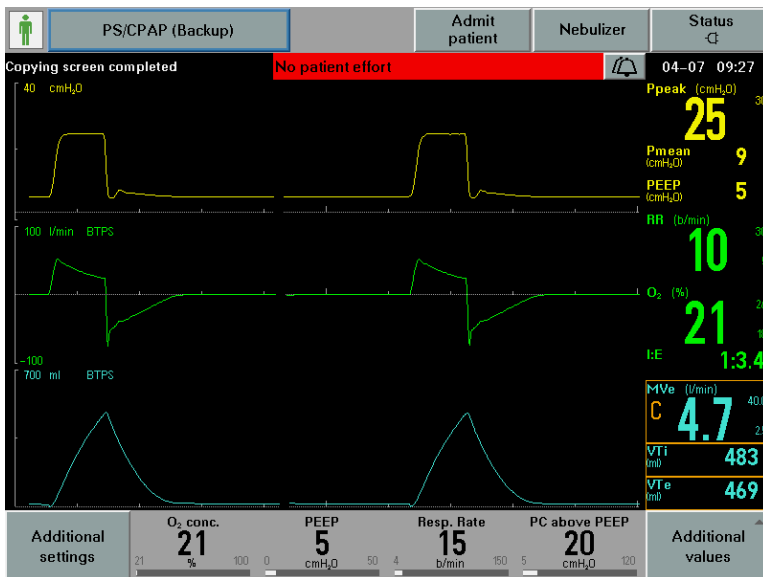 PS/CPAP (Backup)
Admit patient
Nebulizer
Status
Copying screen completed
No patient effort
04-07 09:27
40 cmH₂O
Ppeak (cmH₂O)
30
25
Pmean (cmH₂O) 9
PEEP (cmH₂O) 5
100 l/min BTPS
-100
RR (b/min)
30
10
O₂ (%)
21
I:E 1:3.4
700 ml BTPS
MVe (l/min)
C 4.7
40.0
VTi (ml) 483
VTe (ml) 469
Additional settings
O₂ conc.
21
21 % 100
PEEP
5
0 cmH₂O 50
Resp. Rate
15
4 b/min 150
PC above PEEP
20
5 cmH₂O 120
Additional values